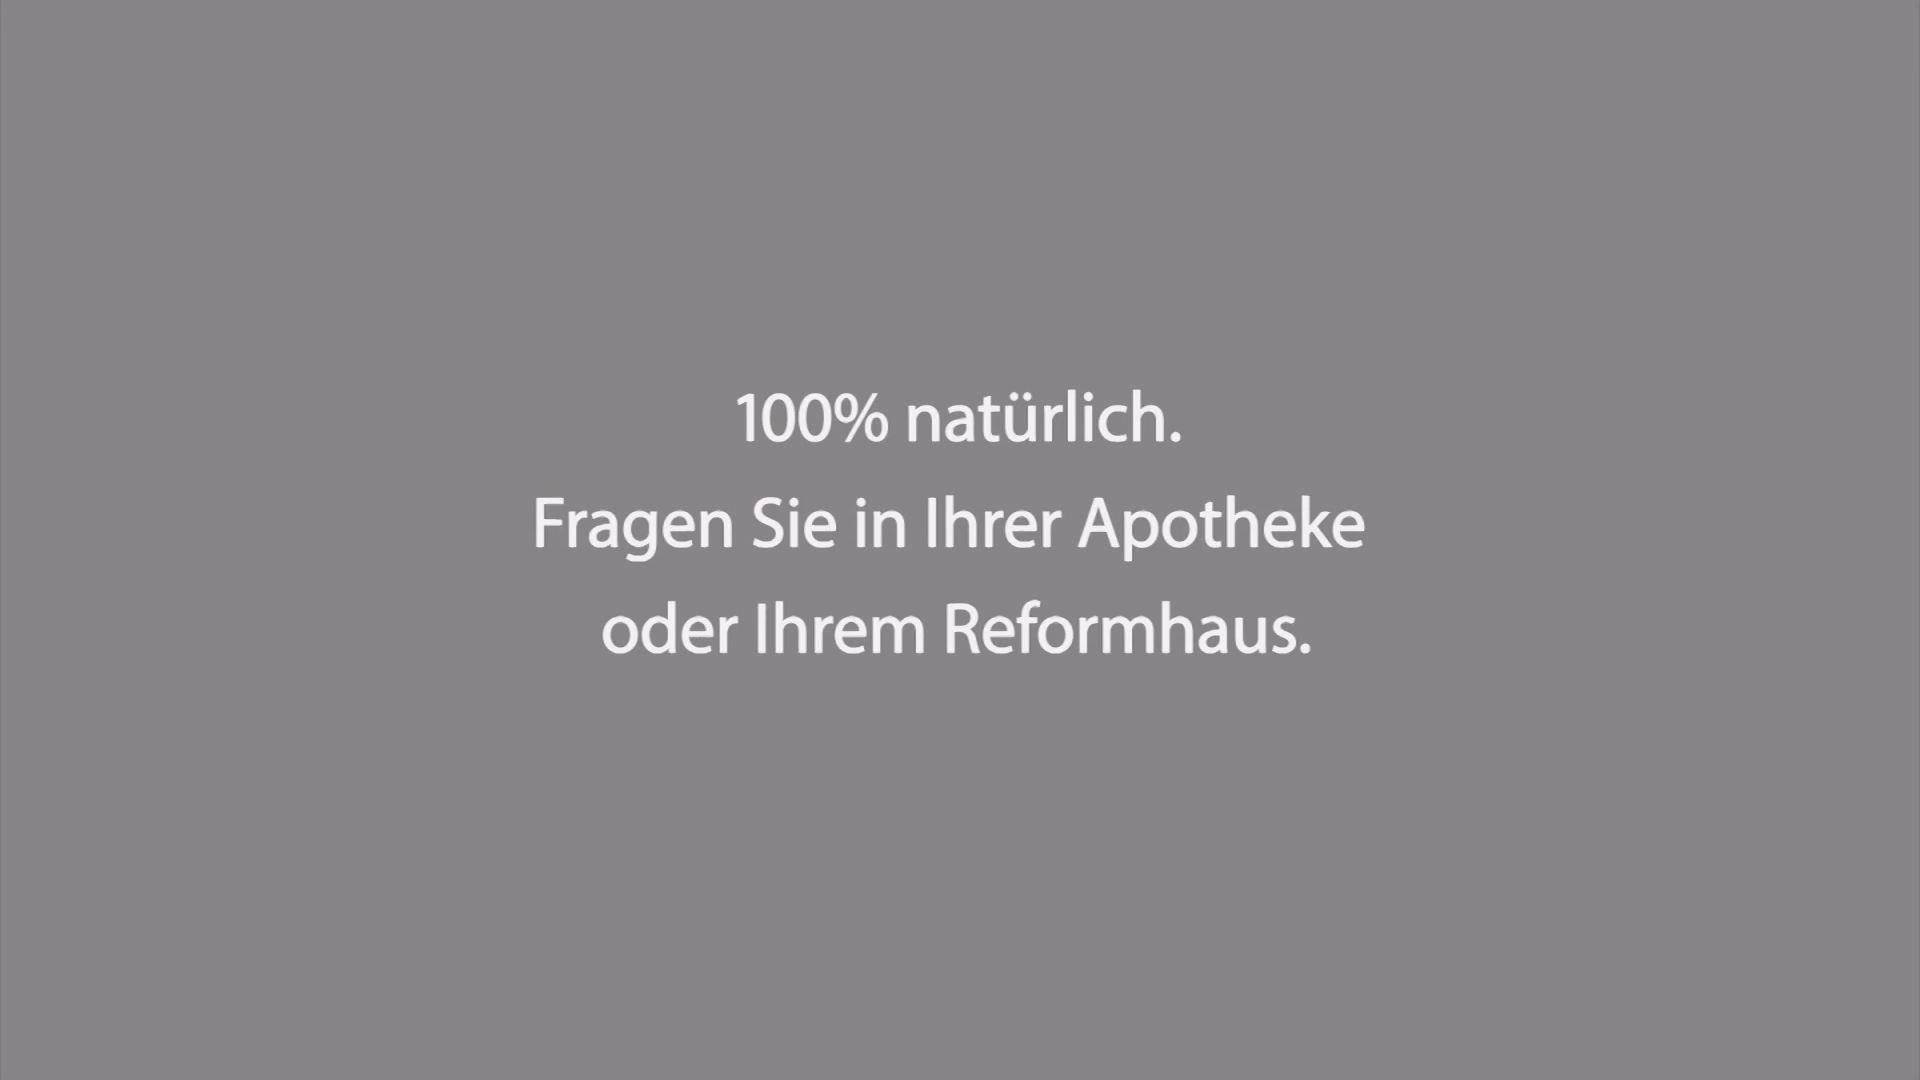 100% natürlich.
Fragen Sie in Ihrer Apotheke
oder Ihrem Reformhaus.